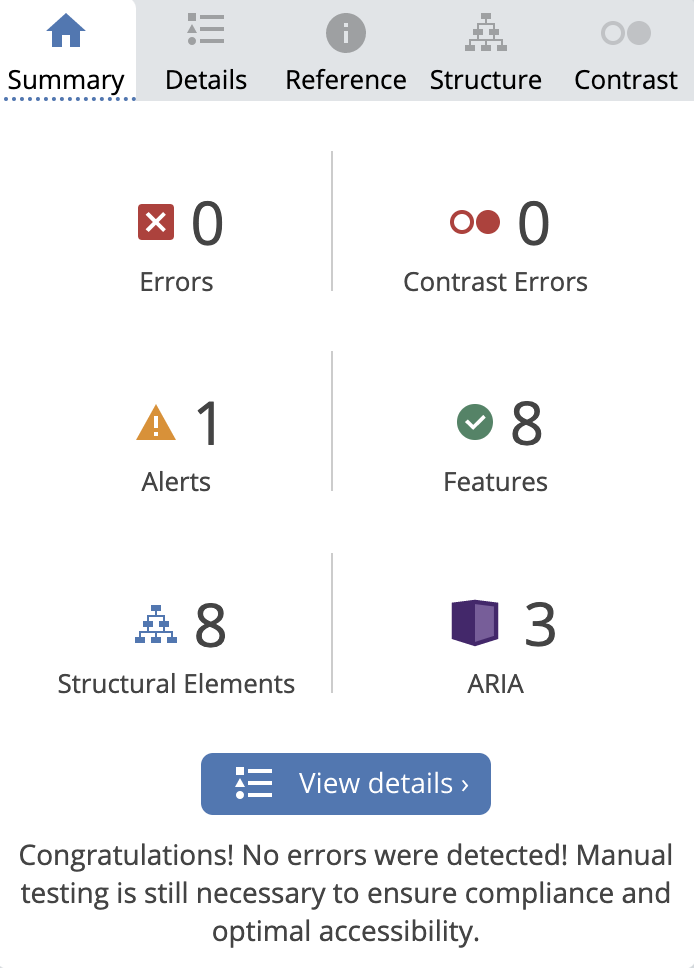 Summary Details Reference Structure Contrast
0 0
Errors Contrast Errors
1 8
Alerts Features
8 3
Structural Elements ARIA
View details ›
Congratulations! No errors were detected! Manual
testing is still necessary to ensure compliance and
optimal accessibility.